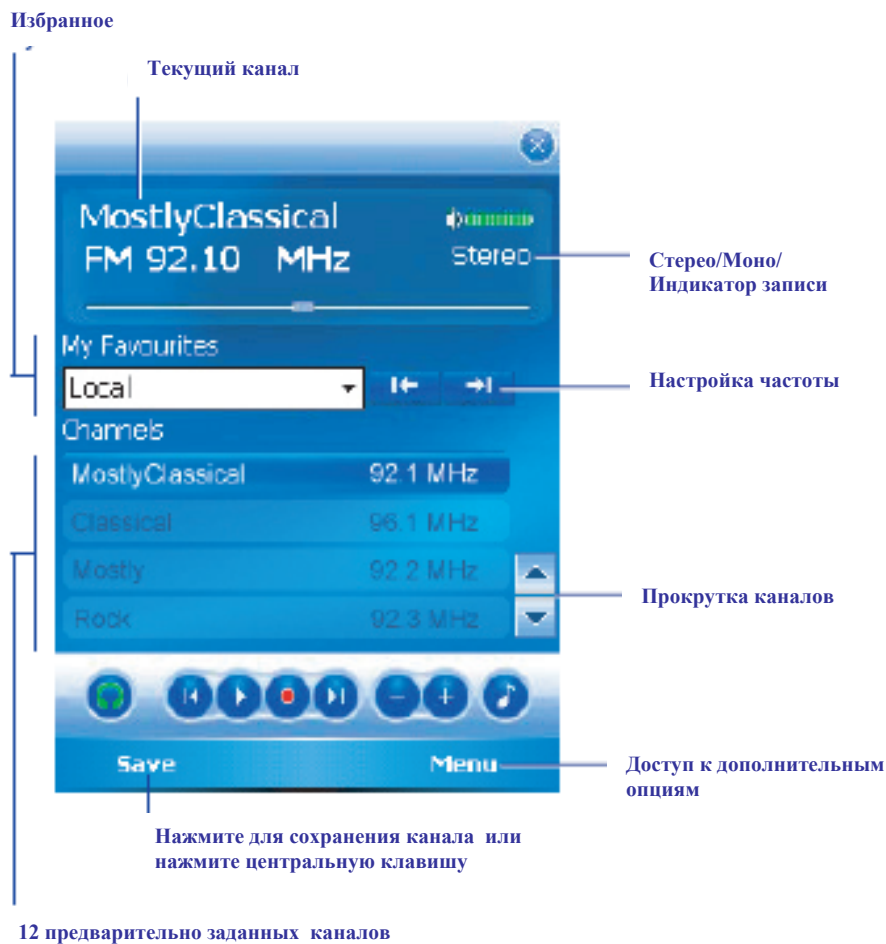 Избранное
Текущий канал
MostlyClassical
FM 92.10 MHz
Stereo
Стерео/Моно/
Индикатор записи
My Favourites
Local
Настройка частоты
Channels
MostlyClassical 92.1 MHz
Classical 96.1 MHz
Mostly 92.2 MHz
Rock 92.3 MHz
Прокрутка каналов
Save
Menu
Доступ к дополнительным
опциям
Нажмите для сохранения канала или
нажмите центральную клавишу
12 предварительно заданных каналов